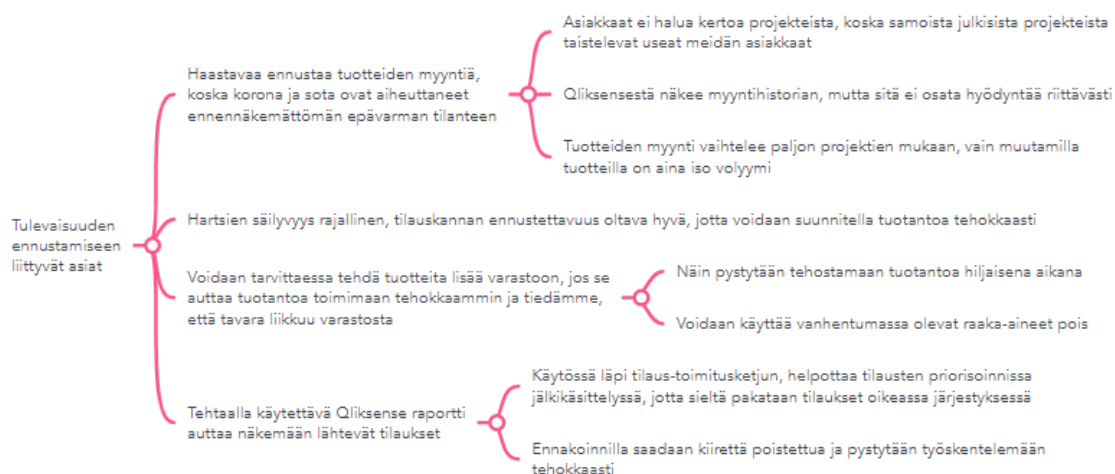 Tulevaisuuden
ennustamiseen
liittyvät asiat
Haastavaa ennustaa tuotteiden myyntiä,
koska korona ja sota ovat aiheuttaneet
ennennäkemättömän epävarman tilanteen
Asiakkaat ei halua kertoa projekteista, koska samoista julkisista projekteista
taistelevat useat meidän asiakkaat
Qliksensestä näkee myyntihistorian, mutta sitä ei osata hyödyntää riittävästi
Tuotteiden myynti vaihtelee paljon projektien mukaan, vain muutamilla
tuotteilla on aina iso volyymi
Hartsien säilyvyys rajallinen, tilauskannan ennustettavuus oltava hyvä, jotta voidaan suunnitella tuotantoa tehokkaasti
Voidaan tarvittaessa tehdä tuotteita lisää varastoon, jos se
auttaa tuotantoa toimimaan tehokkaammin ja tiedämme,
että tavara liikkuu varastosta
Näin pystytään tehostamaan tuotantoa hiljaisena aikana
Voidaan käyttää vanhentumassa olevat raaka-aineet pois
Tehtaalla käytettävä Qliksense raportti
auttaa näkemään lähtevät tilaukset
Käytössä läpi tilaus-toimitusketjun, helpottaa tilausten priorisoinnissa
jälkikäsittelyssä, jotta sieltä pakataan tilaukset oikeassa järjestyksessä
Ennakoinnilla saadaan kiirettä poistettua ja pystytään työskentelemään
tehokkaasti